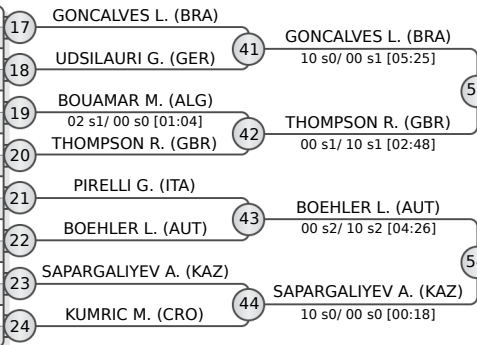 17
GONCALVES L. (BRA)
18
UDSILAURI G. (GER)
19
BOUAMAR M. (ALG)
02 s1/ 00 s0 [01:04]
20
THOMPSON R. (GBR)
21
PIRELLI G. (ITA)
22
BOEHLER L. (AUT)
23
SAPARGALIYEV A. (KAZ)
24
KUMRIC M. (CRO)
41
GONCALVES L. (BRA)
10 s0/ 00 s1 [05:25]
42
THOMPSON R. (GBR)
00 s1/ 10 s1 [02:48]
43
BOEHLER L. (AUT)
00 s2/ 10 s2 [04:26]
44
SAPARGALIYEV A. (KAZ)
10 s0/ 00 s0 [00:18]